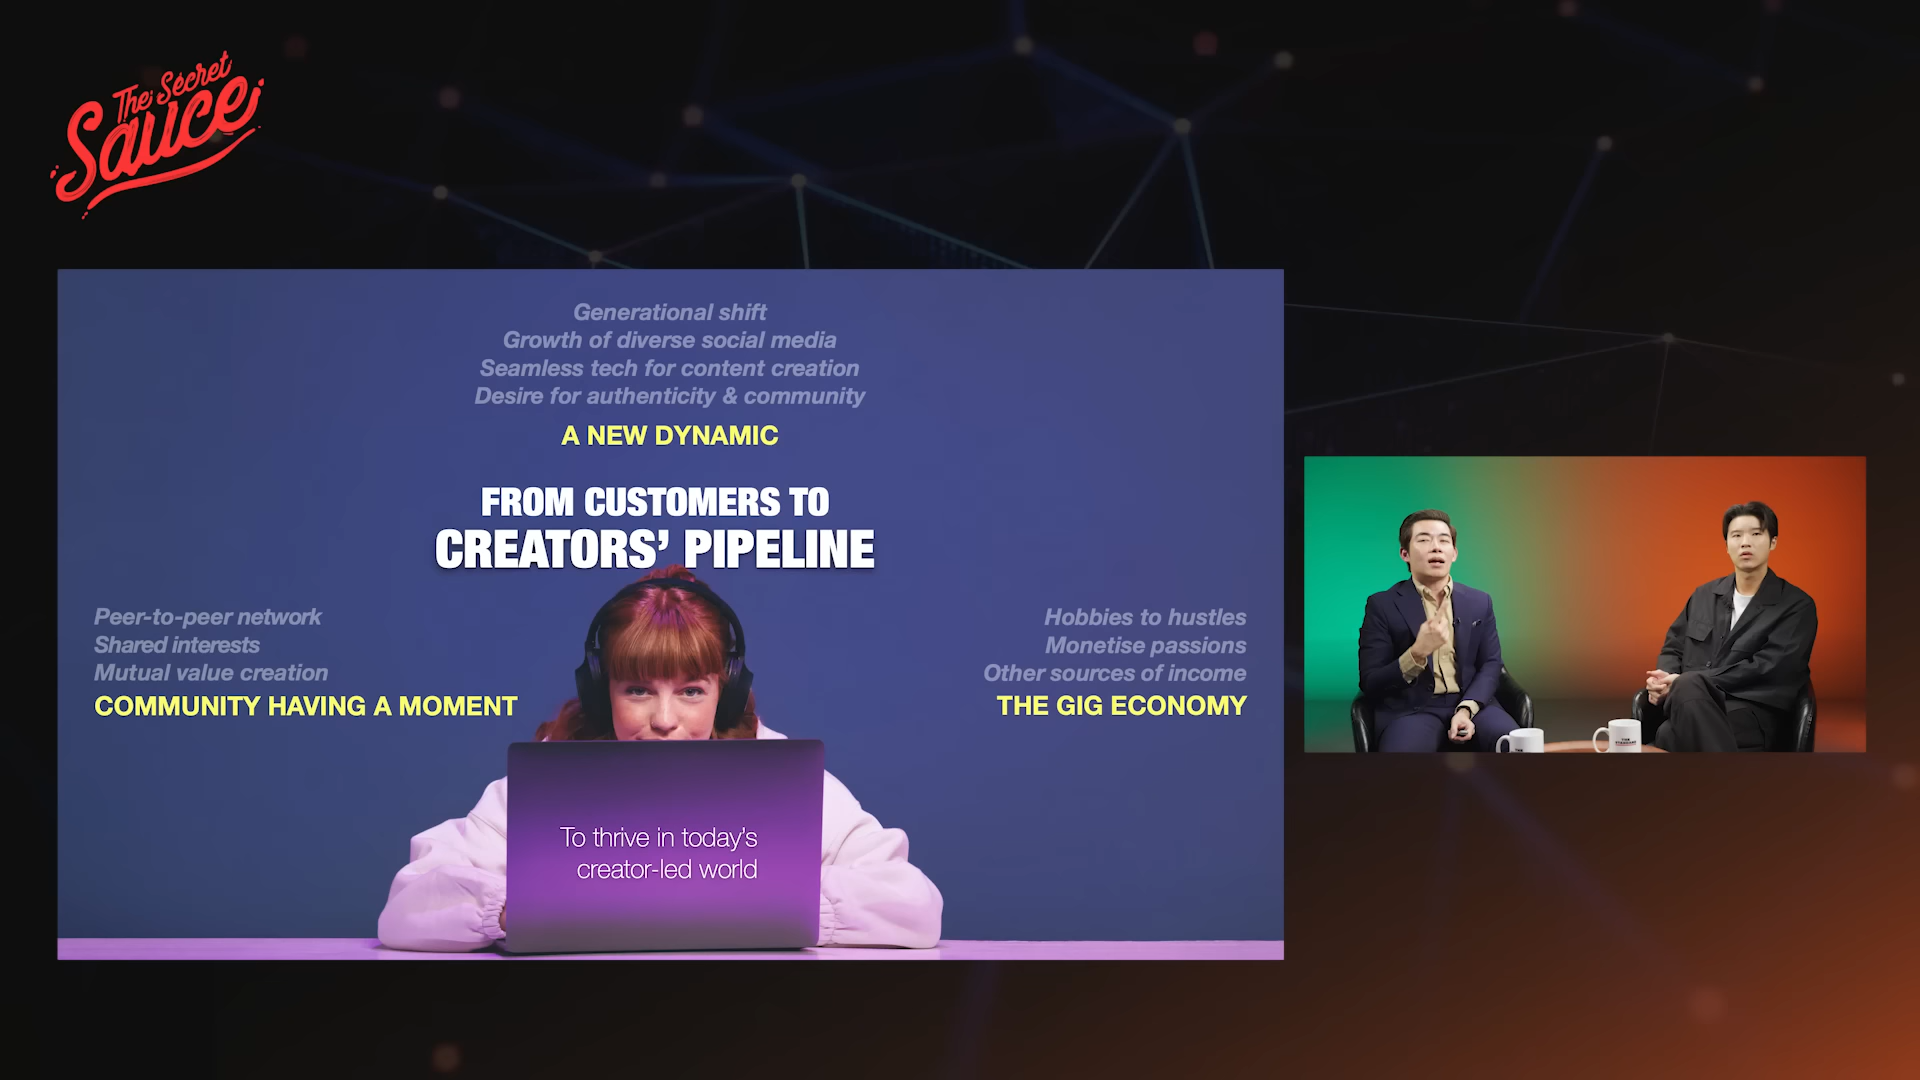 The Secret
Sauce
Generational shift
Growth of diverse social media
Seamless tech for content creation
Desire for authenticity & community
A NEW DYNAMIC
FROM CUSTOMERS TO
CREATORS’ PIPELINE
Peer-to-peer network
Shared interests
Mutual value creation
COMMUNITY HAVING A MOMENT
Hobbies to hustles
Monetise passions
Other sources of income
THE GIG ECONOMY
To thrive in today's
creator-led world